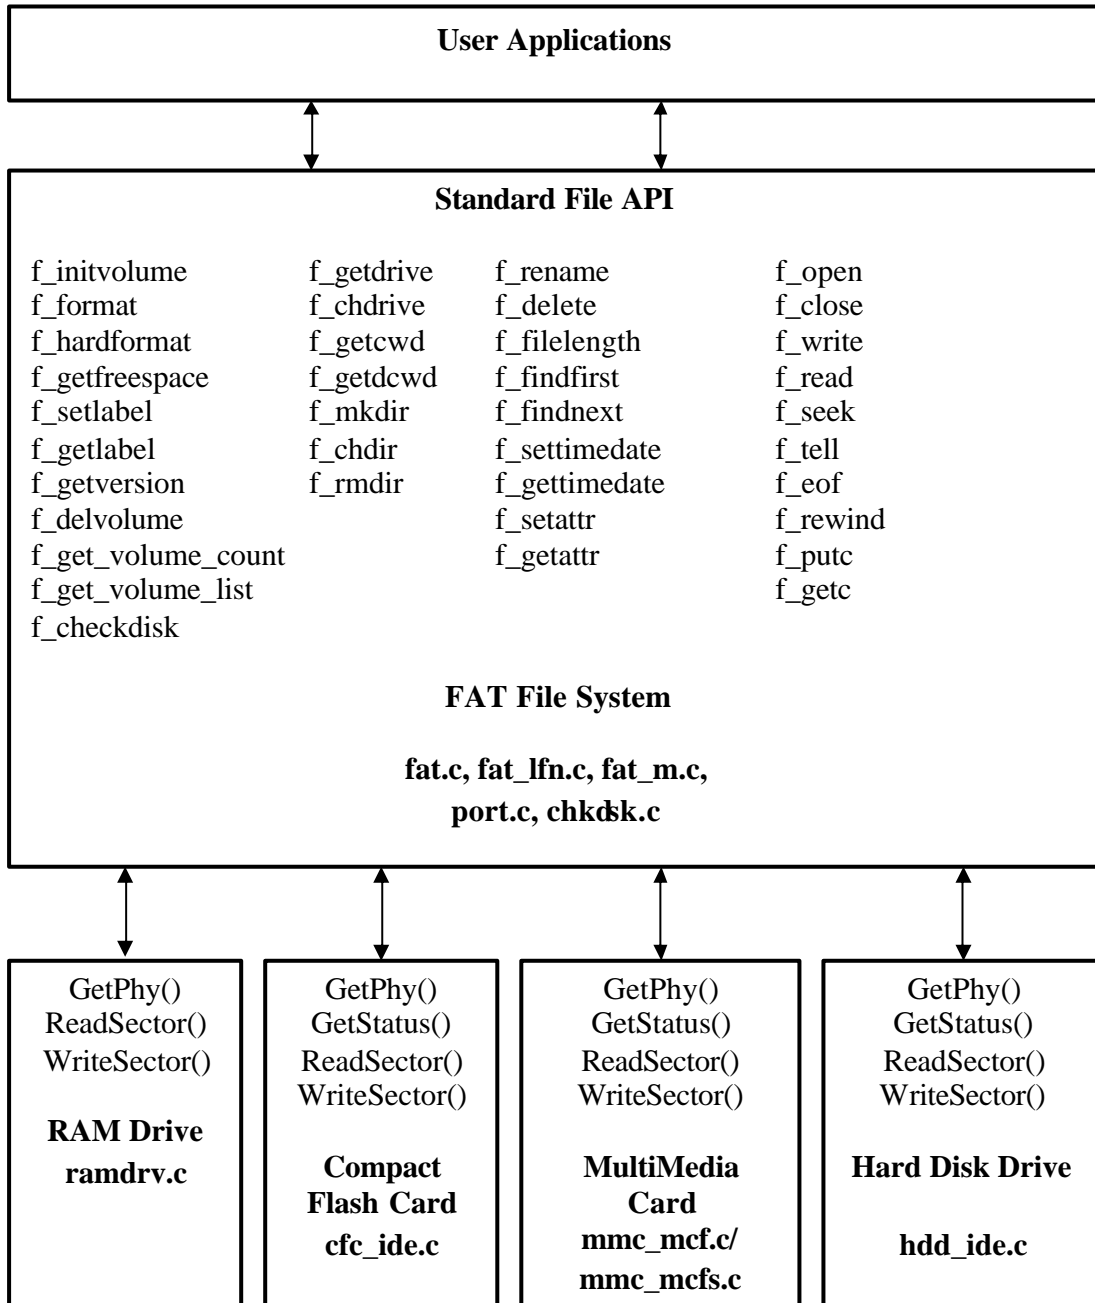 User Applications
Standard File API
f_initvolume
f_format
f_hardformat
f_getfreespace
f_setlabel
f_getlabel
f_getversion
f_delvolume
f_get_volume_count
f_get_volume_list
f_checkdisk
f_getdrive
f_chdrive
f_getcwd
f_getdcwd
f_mkdir
f_chdir
f_rmdir
f_rename
f_delete
f_filelength
f_findfirst
f_findnext
f_settimedate
f_gettimedate
f_setattr
f_getattr
f_open
f_close
f_write
f_read
f_seek
f_tell
f_eof
f_rewind
f_putc
f_getc
FAT File System
fat.c, fat_lfn.c, fat_m.c,
port.c, chkdsk.c
GetPhy()
ReadSector()
WriteSector()
RAM Drive
ramdrv.c
GetPhy()
GetStatus()
ReadSector()
WriteSector()
Compact
Flash Card
cfc_ide.c
GetPhy()
GetStatus()
ReadSector()
WriteSector()
MultiMedia
Card
mmc_mcf.c/
mmc_mcfs.c
GetPhy()
GetStatus()
ReadSector()
WriteSector()
Hard Disk Drive
hdd_ide.c